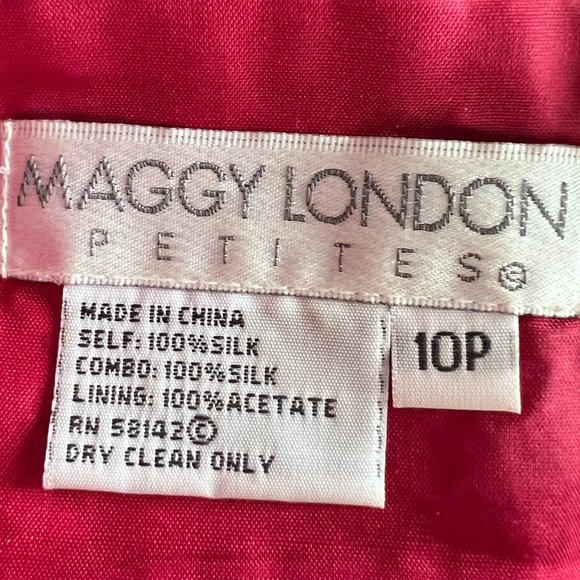 MAGGY LONDON
PETITES Ⓢ
MADE IN CHINA
SELF: 100% SILK
COMBO: 100% SILK
LINING: 100% ACETATE
RN 58142 ©
DRY CLEAN ONLY
10P